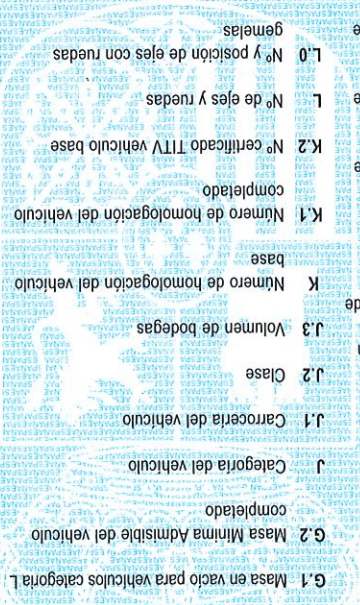 G.1 Masa en vacío para vehículos categoría L
G.2 Masa Mínima Admisible del vehículo
completado
J Categoría del vehículo
J.1 Carrocería del vehículo
J.2 Clase
J.3 Volumen de bodegas
K Número de homologación del vehículo
base
K.1 Número de homologación del vehículo
completado
K.2 Nº certificado TITV vehículo base
L Nº de ejes y ruedas
L.0 Nº y posición de ejes con ruedas
gemelas
de